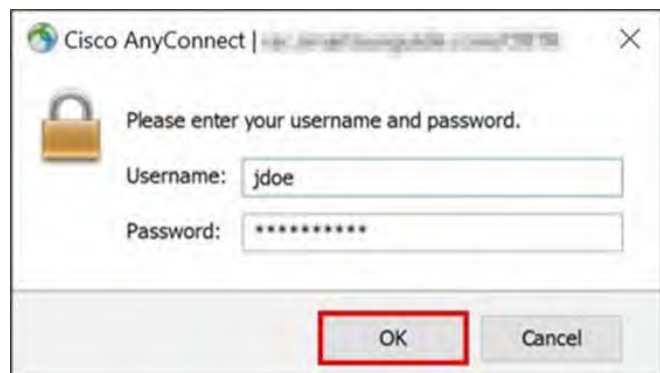 Cisco AnyConnect |
Please enter your username and password.
Username: jdoe
Password: **********
OK Cancel